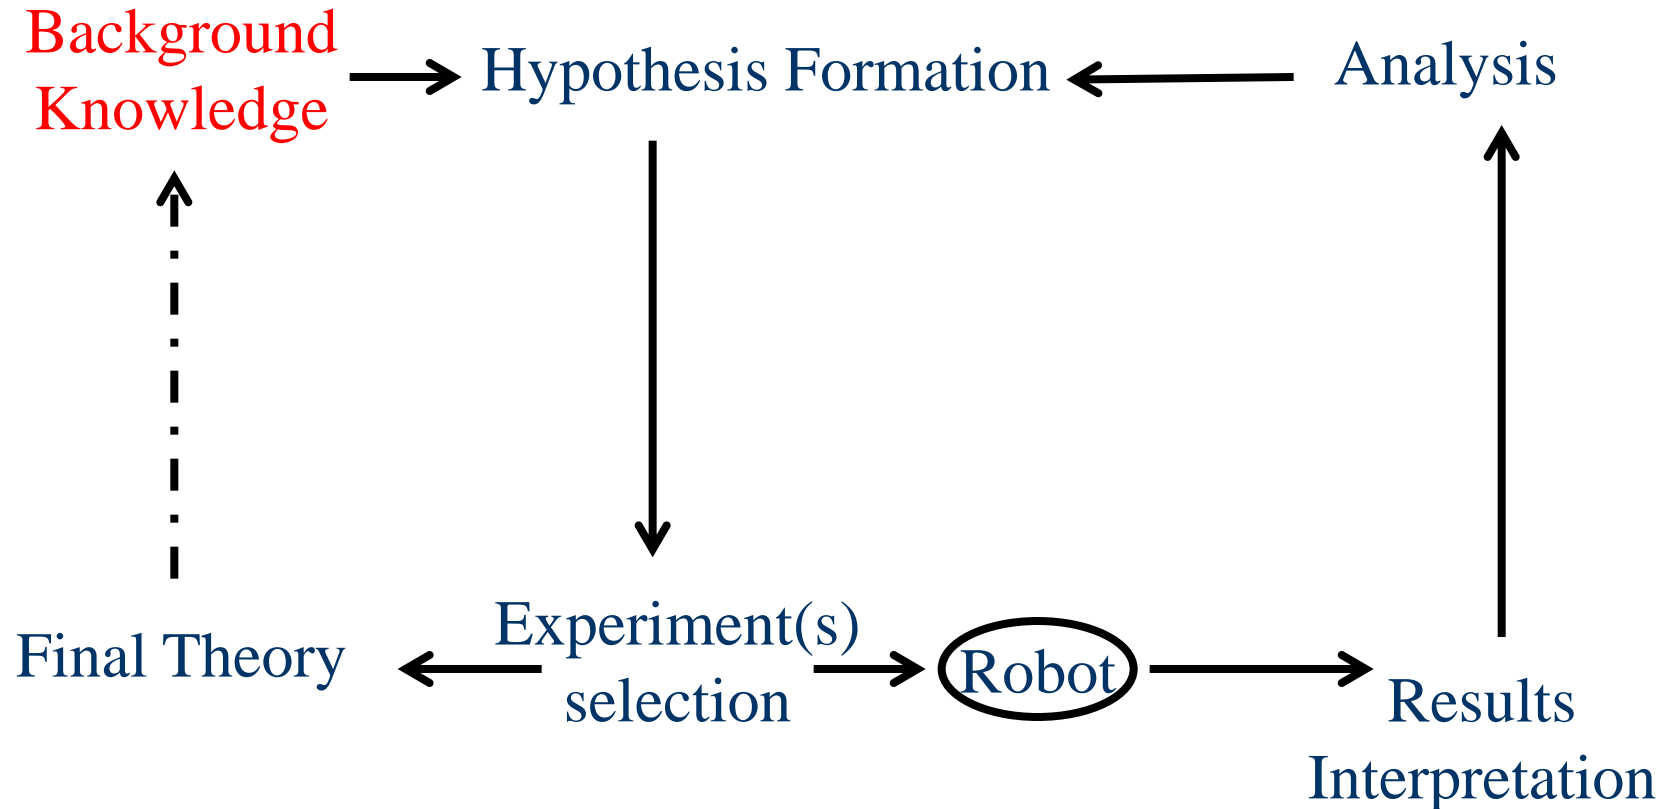 Background
Knowledge
Hypothesis Formation
Analysis
Final Theory
Experiment(s)
selection
Robot
Results
Interpretation